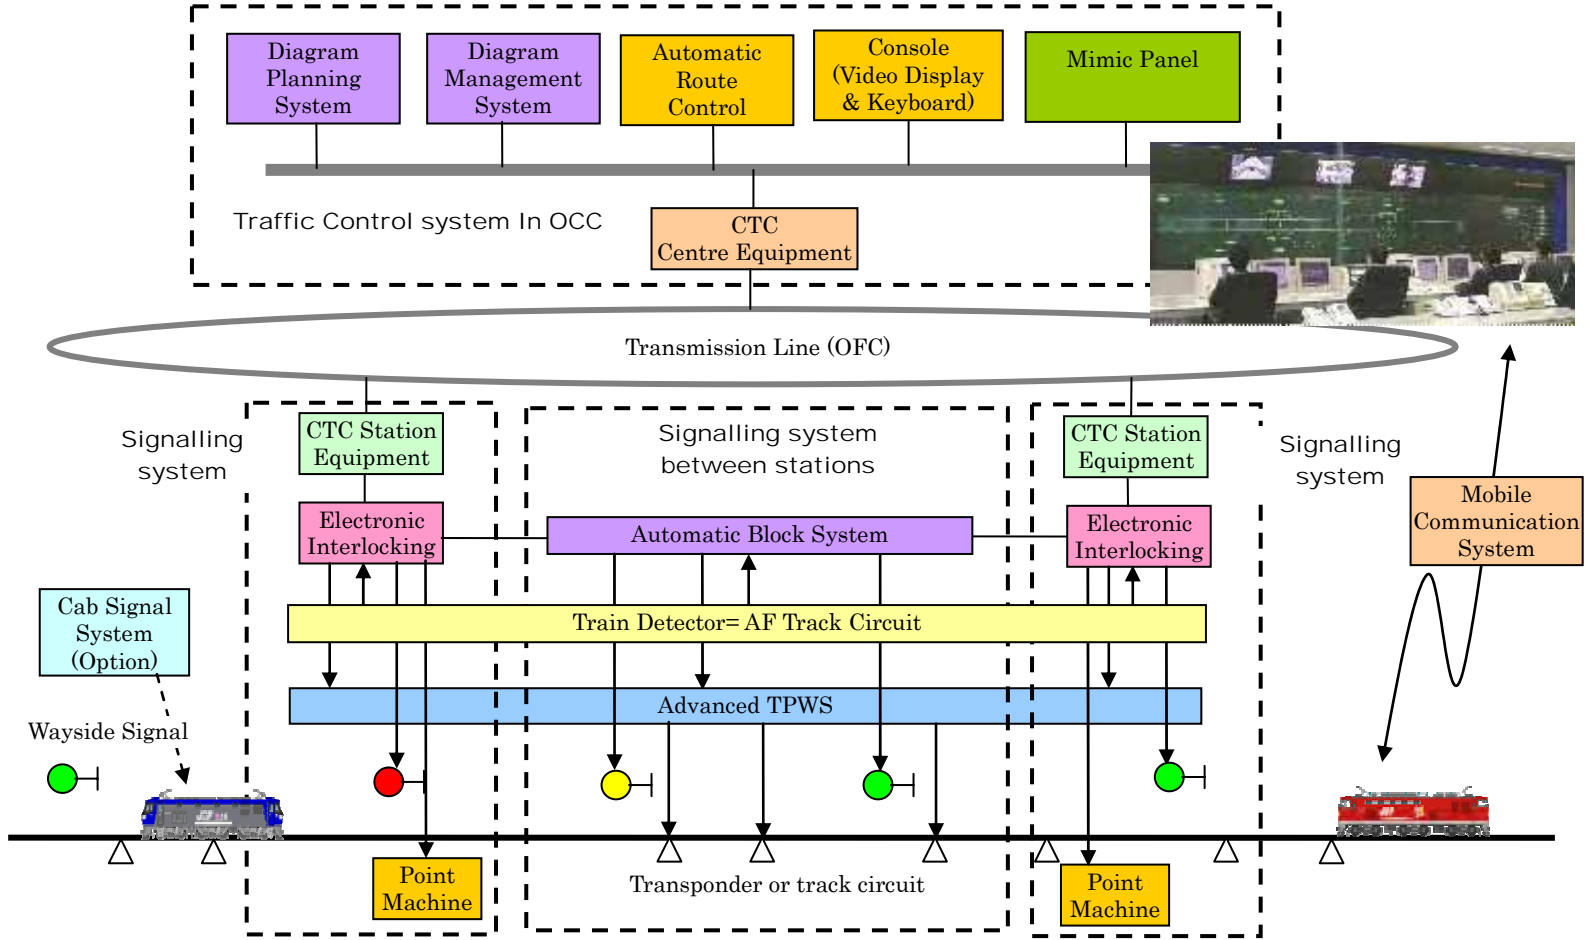 Diagram
Planning
System
Diagram
Management
System
Automatic
Route
Control
Console
(Video Display
& Keyboard)
Mimic Panel
Traffic Control system In OCC
CTC
Centre Equipment
Transmission Line (OFC)
Signalling
system
CTC Station
Equipment
Signalling system
between stations
CTC Station
Equipment
Signalling
system
Electronic
Interlocking
Automatic Block System
Electronic
Interlocking
Mobile
Communication
System
Cab Signal
System
(Option)
Train Detector= AF Track Circuit
Advanced TPWS
Wayside Signal
Point
Machine
Transponder or track circuit
Point
Machine